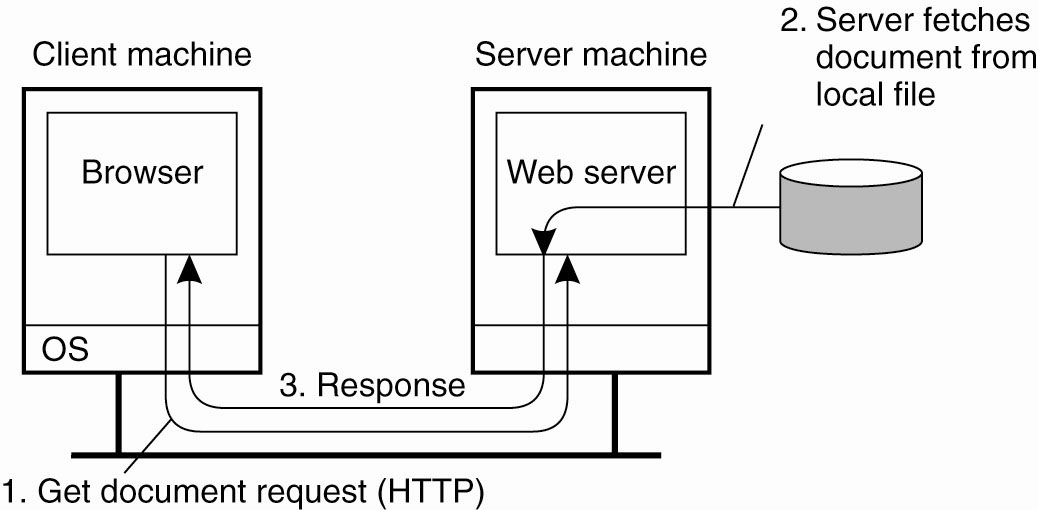 Client machine
Server machine
2. Server fetches
document from
local file
Browser
Web server
OS
3. Response
1. Get document request (HTTP)